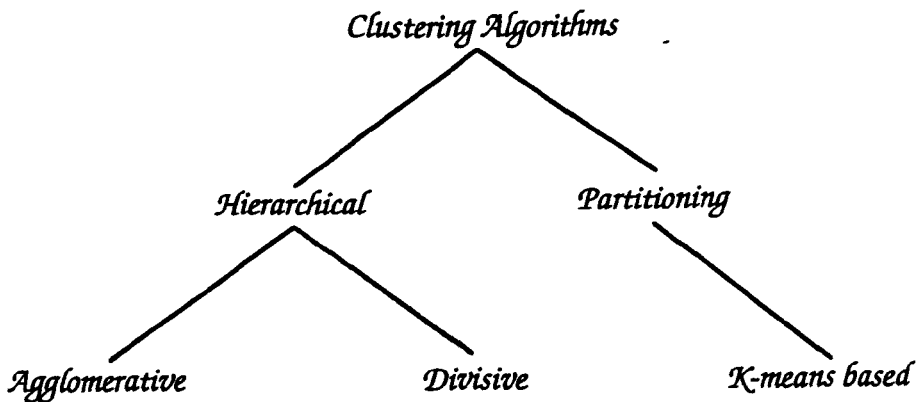 Clustering Algorithms
Hierarchical
Partitioning
Agglomerative
Divisive
K-means based